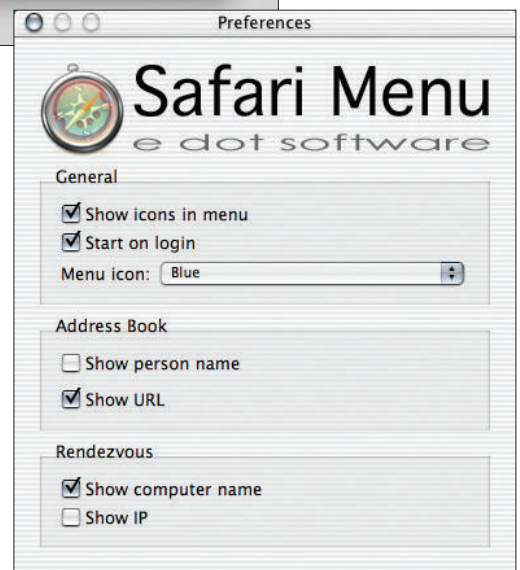 Preferences
Safari Menu
e dot software
General
Show icons in menu
Start on login
Menu icon: Blue
Address Book
Show person name
Show URL
Rendezvous
Show computer name
Show IP